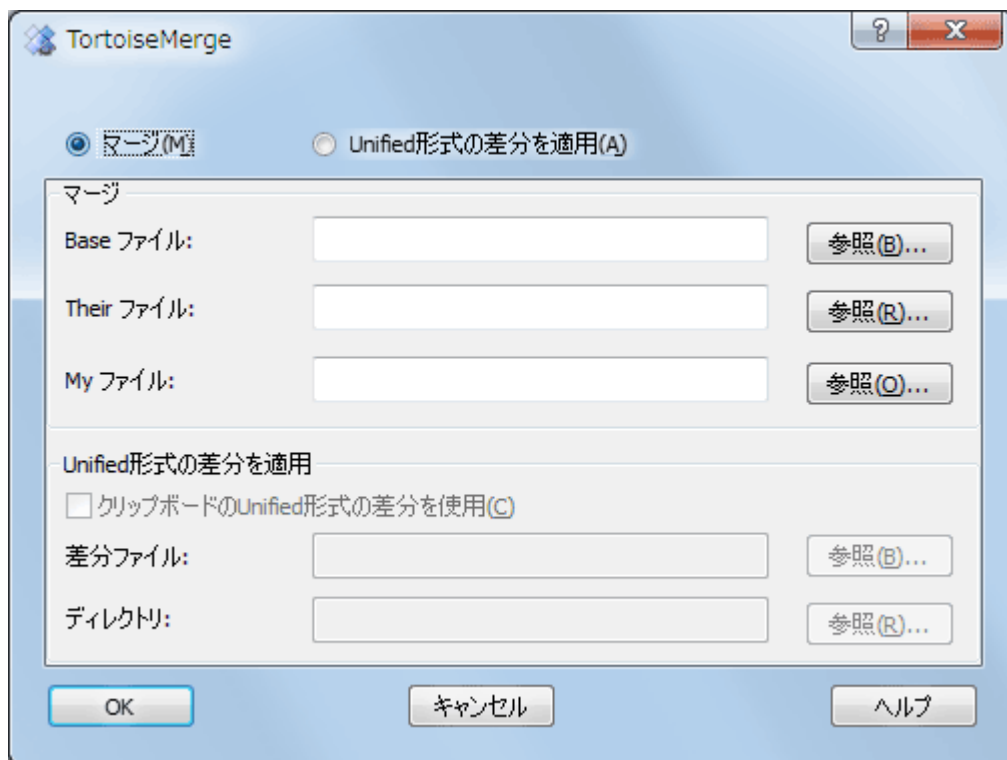 TortoiseMerge
マージ(M) Unified形式の差分を適用(A)
マージ
Base ファイル: 参照(B)...
Their ファイル: 参照(R)...
My ファイル: 参照(O)...
Unified形式の差分を適用
クリップボードのUnified形式の差分を使用(C)
差分ファイル: 参照(B)...
ディレクトリ: 参照(R)...
OK キャンセル ヘルプ